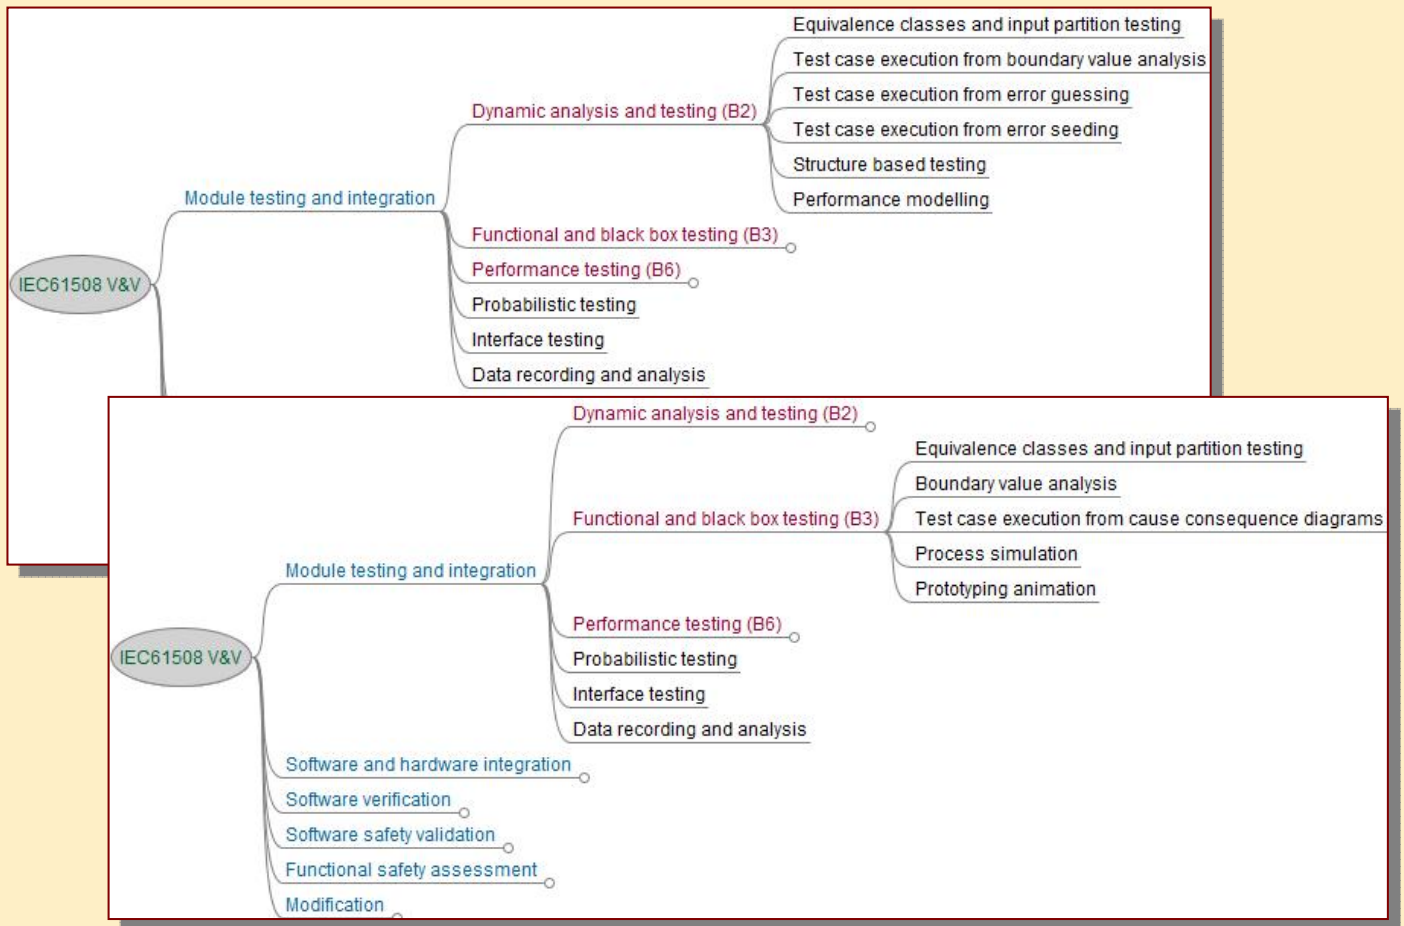 Equivalence classes and input partition testing
Test case execution from boundary value analysis
Test case execution from error guessing
Dynamic analysis and testing (B2)
Test case execution from error seeding
Structure based testing
Performance modelling
Module testing and integration
Functional and black box testing (B3)
Performance testing (B6)
IEC61508 V&V
Probabilistic testing
Interface testing
Data recording and analysis
Dynamic analysis and testing (B2)
Equivalence classes and input partition testing
Boundary value analysis
Functional and black box testing (B3)
Test case execution from cause consequence diagrams
Process simulation
Prototyping animation
Module testing and integration
Performance testing (B6)
IEC61508 V&V
Probabilistic testing
Interface testing
Data recording and analysis
Software and hardware integration
Software verification
Software safety validation
Functional safety assessment
Modification